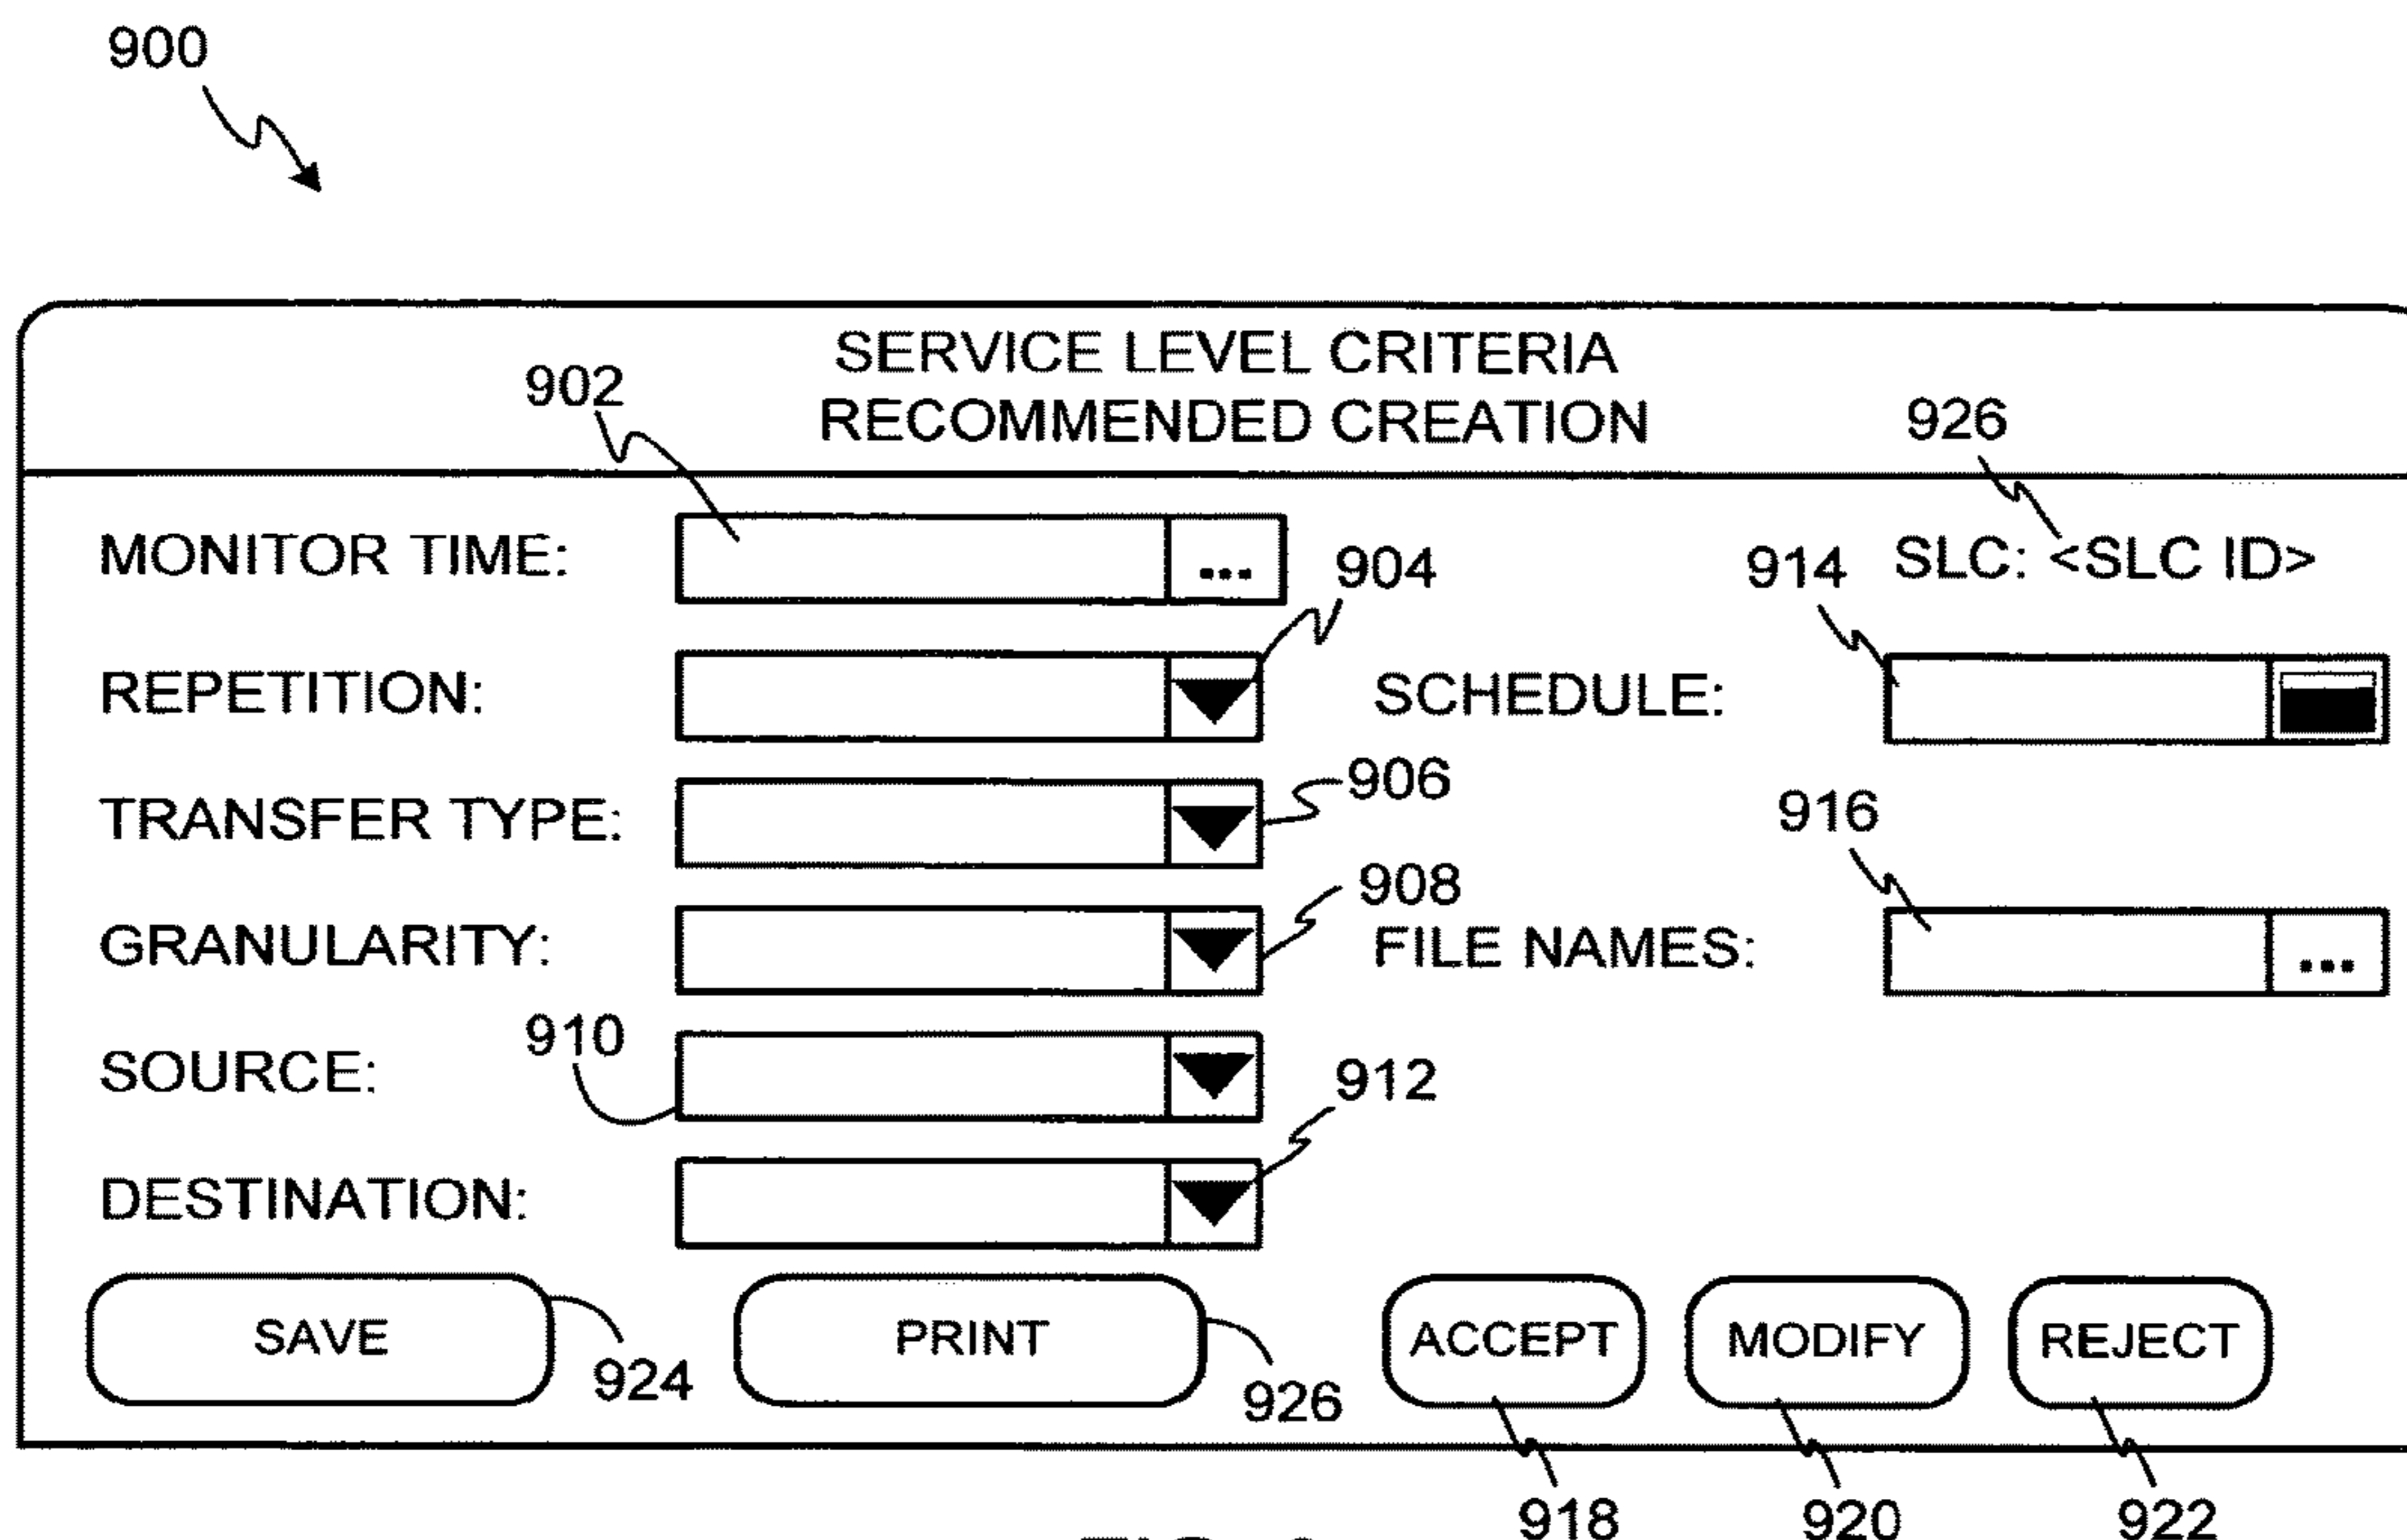 900
SERVICE LEVEL CRITERIA
RECOMMENDED CREATION
902
926
MONITOR TIME:
...
904
914
SLC: <SLC ID>
REPETITION:
SCHEDULE:
TRANSFER TYPE:
906
916
908
GRANULARITY:
FILE NAMES:
...
SOURCE:
910
912
DESTINATION:
SAVE
924
PRINT
926
ACCEPT
MODIFY
REJECT
918
920
922